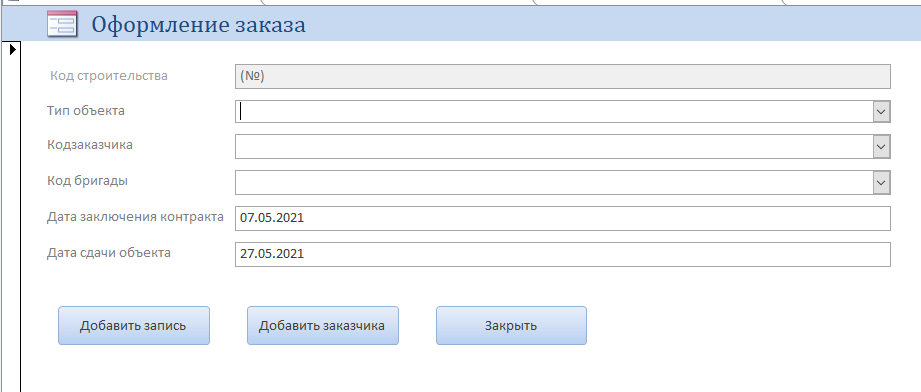 Оформление заказа
Код строительства (№)
Тип объекта
Кодзаказчика
Код бригады
Дата заключения контракта 07.05.2021
Дата сдачи объекта 27.05.2021
Добавить запись Добавить заказчика Закрыть